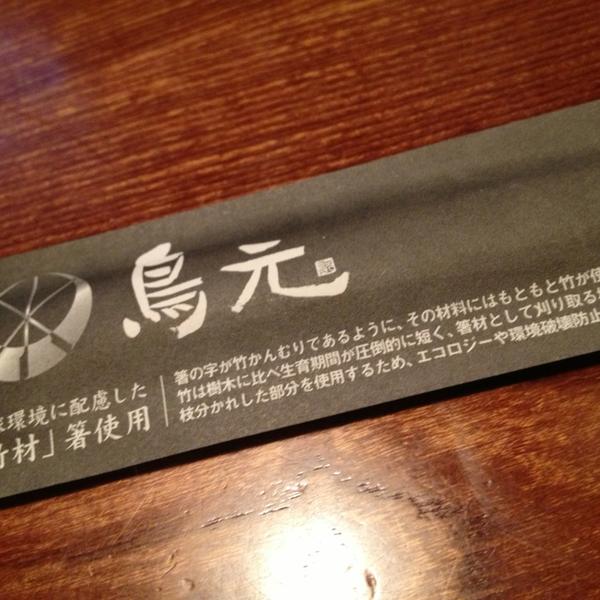 鳥元
環境に配慮した
材」箸使用
箸の字が竹かんむりであるように、その材料にはもともと竹が使
竹は樹木に比べ生育期間が圧倒的に短く、箸材として刈り取る
枝分かれした部分を使用するため、エコロジーや環境破壊防止